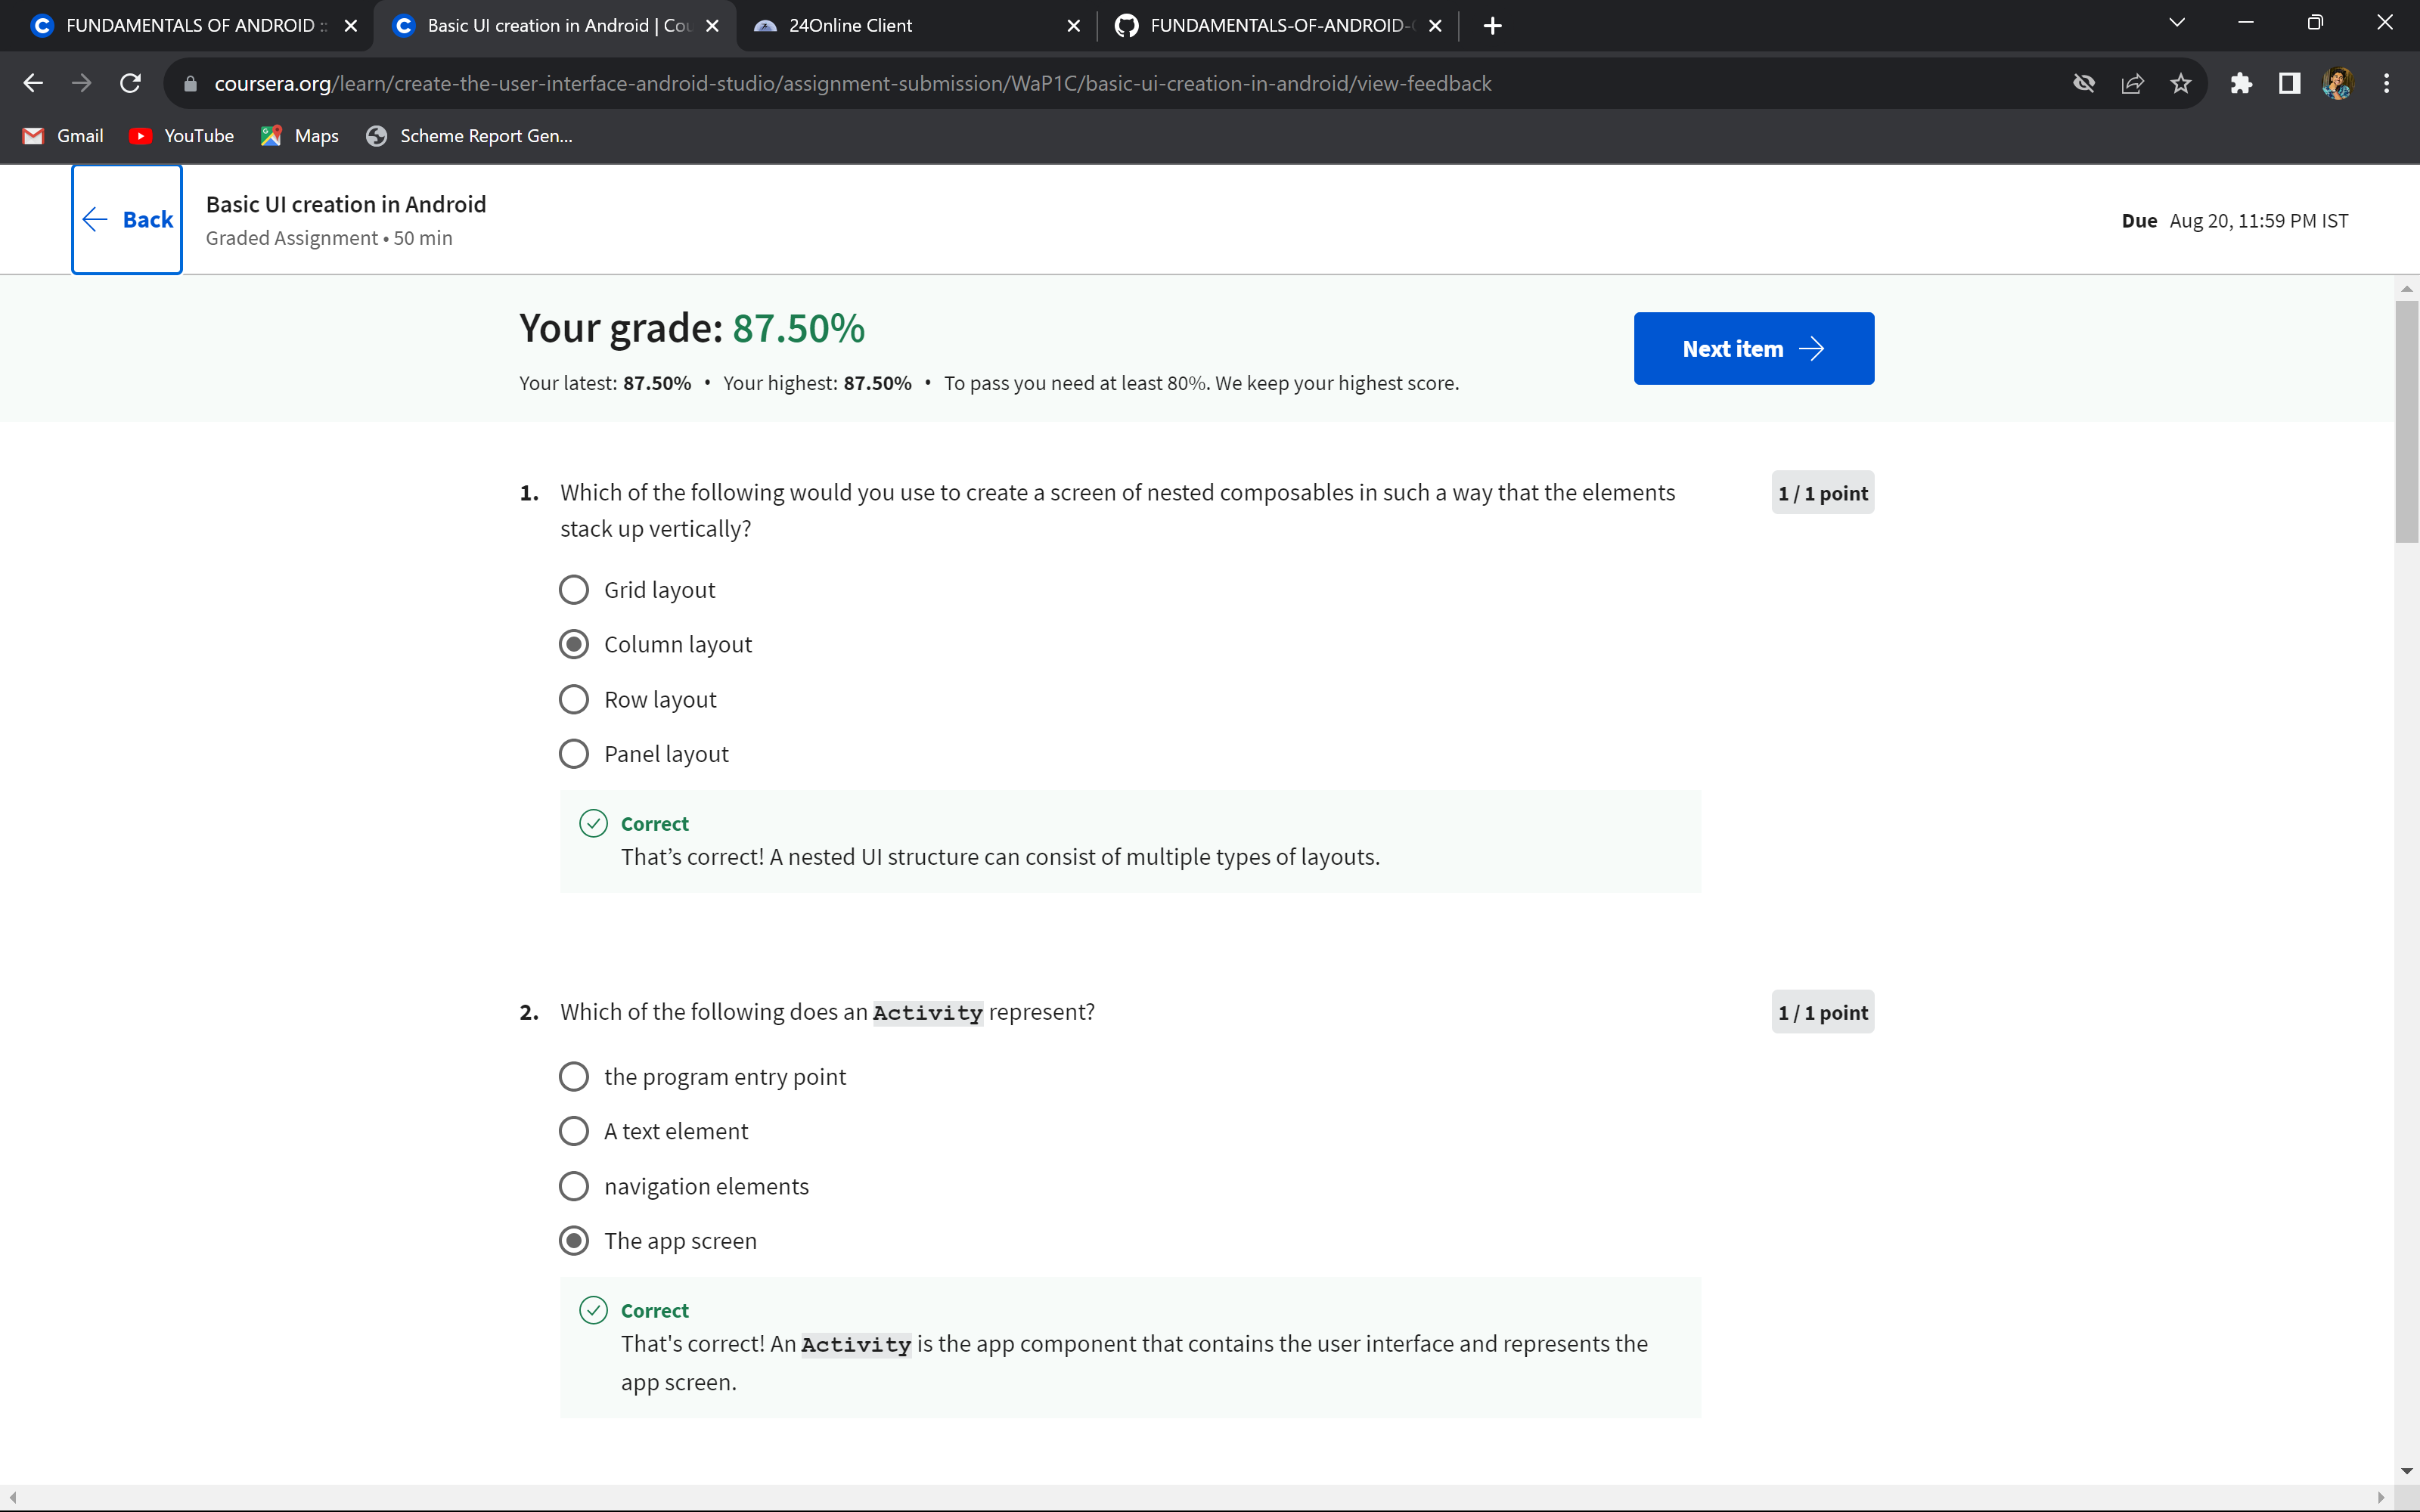 FUNDAMENTALS OF ANDROID ::
Basic UI creation in Android | Cou
24Online Client
FUNDAMENTALS-OF-ANDROID-
coursera.org/learn/create-the-user-interface-android-studio/assignment-submission/WaP1C/basic-ui-creation-in-android/view-feedback
Gmail
YouTube
Maps
Scheme Report Gen...
Back
Basic UI creation in Android
Graded Assignment • 50 min
Due Aug 20, 11:59 PM IST
Your grade: 87.50%
Your latest: 87.50% • Your highest: 87.50% • To pass you need at least 80%. We keep your highest score.
Next item
1. Which of the following would you use to create a screen of nested composables in such a way that the elements
stack up vertically?
1 / 1 point
Grid layout
Column layout
Row layout
Panel layout
Correct
That’s correct! A nested UI structure can consist of multiple types of layouts.
2. Which of the following does an Activity represent?
1 / 1 point
the program entry point
A text element
navigation elements
The app screen
Correct
That's correct! An Activity is the app component that contains the user interface and represents the
app screen.